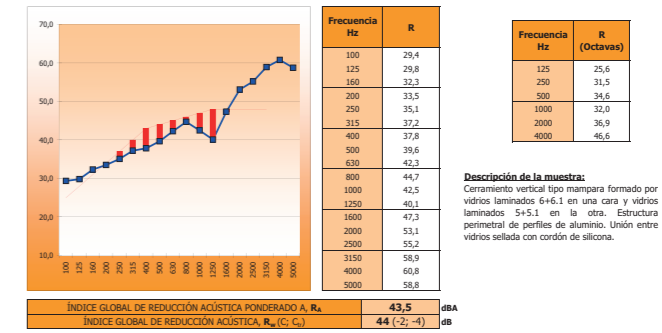 70,0
60,0
50,0
40,0
30,0
20,0
10,0
100 125 160 200 250 315 400 500 630 800 1000 1250 1600 2000 2500 3150 4000 5000
Frecuencia Hz R
100 29,4
125 29,8
160 32,3
200 33,5
250 35,1
315 37,2
400 37,8
500 39,6
630 42,3
800 44,7
1000 42,5
1250 40,1
1600 47,3
2000 53,1
2500 55,2
3150 58,9
4000 60,8
5000 58,8
Frecuencia Hz R (Octavas)
125 25,6
250 31,5
500 34,6
1000 32,0
2000 36,9
4000 46,6
Descripción de la muestra:
Cerramiento vertical tipo mampara formado por
vidrios laminados 6+6.1 en una cara y vidrios
laminados 5+5.1 en la otra. Estructura
perimetral de perfiles de aluminio. Unión entre
vidrios sellada con cordón de silicona.
ÍNDICE GLOBAL DE REDUCCIÓN ACÚSTICA PONDERADO A, RA 43,5 dBA
ÍNDICE GLOBAL DE REDUCCIÓN ACÚSTICA, Rw (C; Ctr) 44 (-2; -4) dB